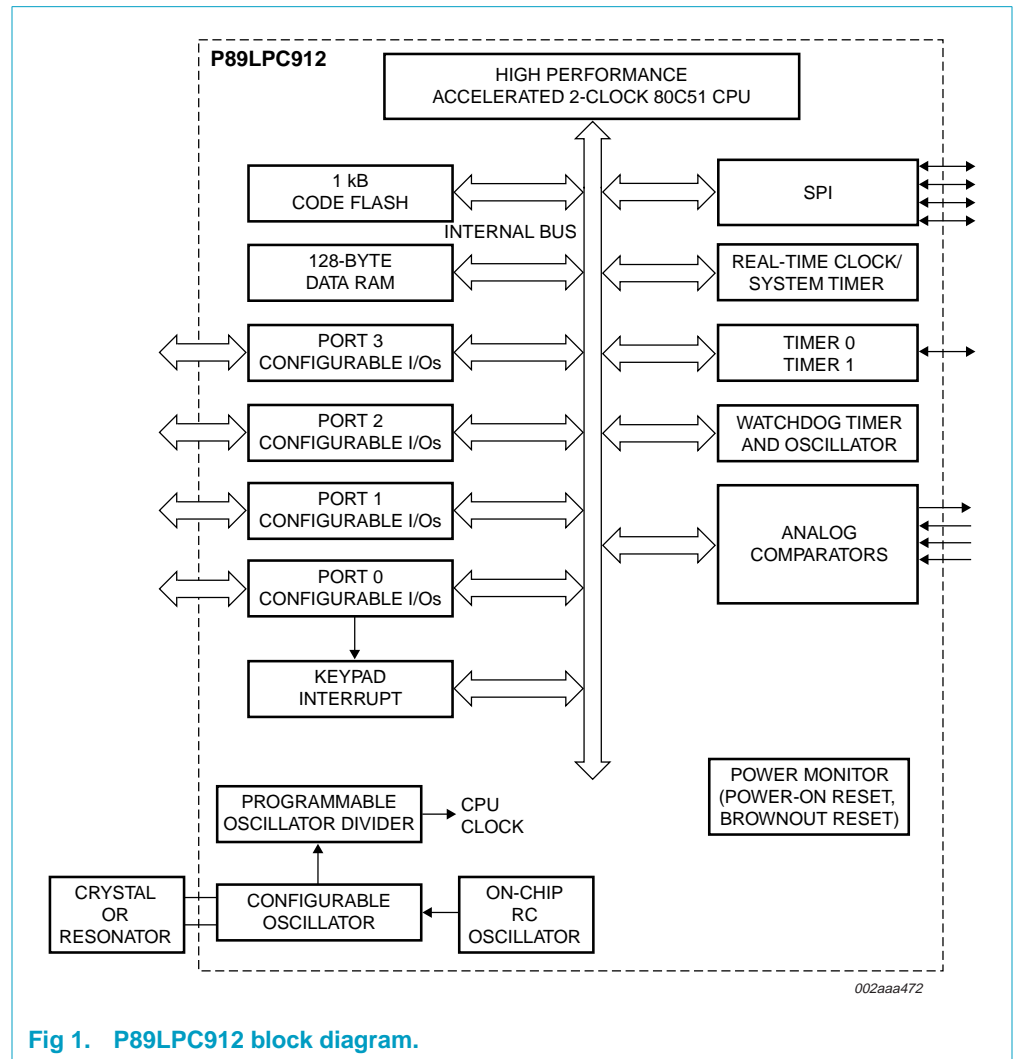 P89LPC912
HIGH PERFORMANCE
ACCELERATED 2-CLOCK 80C51 CPU
1 kB
CODE FLASH
SPI
INTERNAL BUS
128-BYTE
DATA RAM
REAL-TIME CLOCK/
SYSTEM TIMER
PORT 3
CONFIGURABLE I/Os
TIMER 0
TIMER 1
PORT 2
CONFIGURABLE I/Os
WATCHDOG TIMER
AND OSCILLATOR
PORT 1
CONFIGURABLE I/Os
ANALOG
COMPARATORS
PORT 0
CONFIGURABLE I/Os
KEYPAD
INTERRUPT
POWER MONITOR
(POWER-ON RESET,
BROWNOUT RESET)
PROGRAMMABLE
OSCILLATOR DIVIDER
CPU
CLOCK
CRYSTAL
OR
RESONATOR
CONFIGURABLE
OSCILLATOR
ON-CHIP
RC
OSCILLATOR
002aaa472
Fig 1. P89LPC912 block diagram.